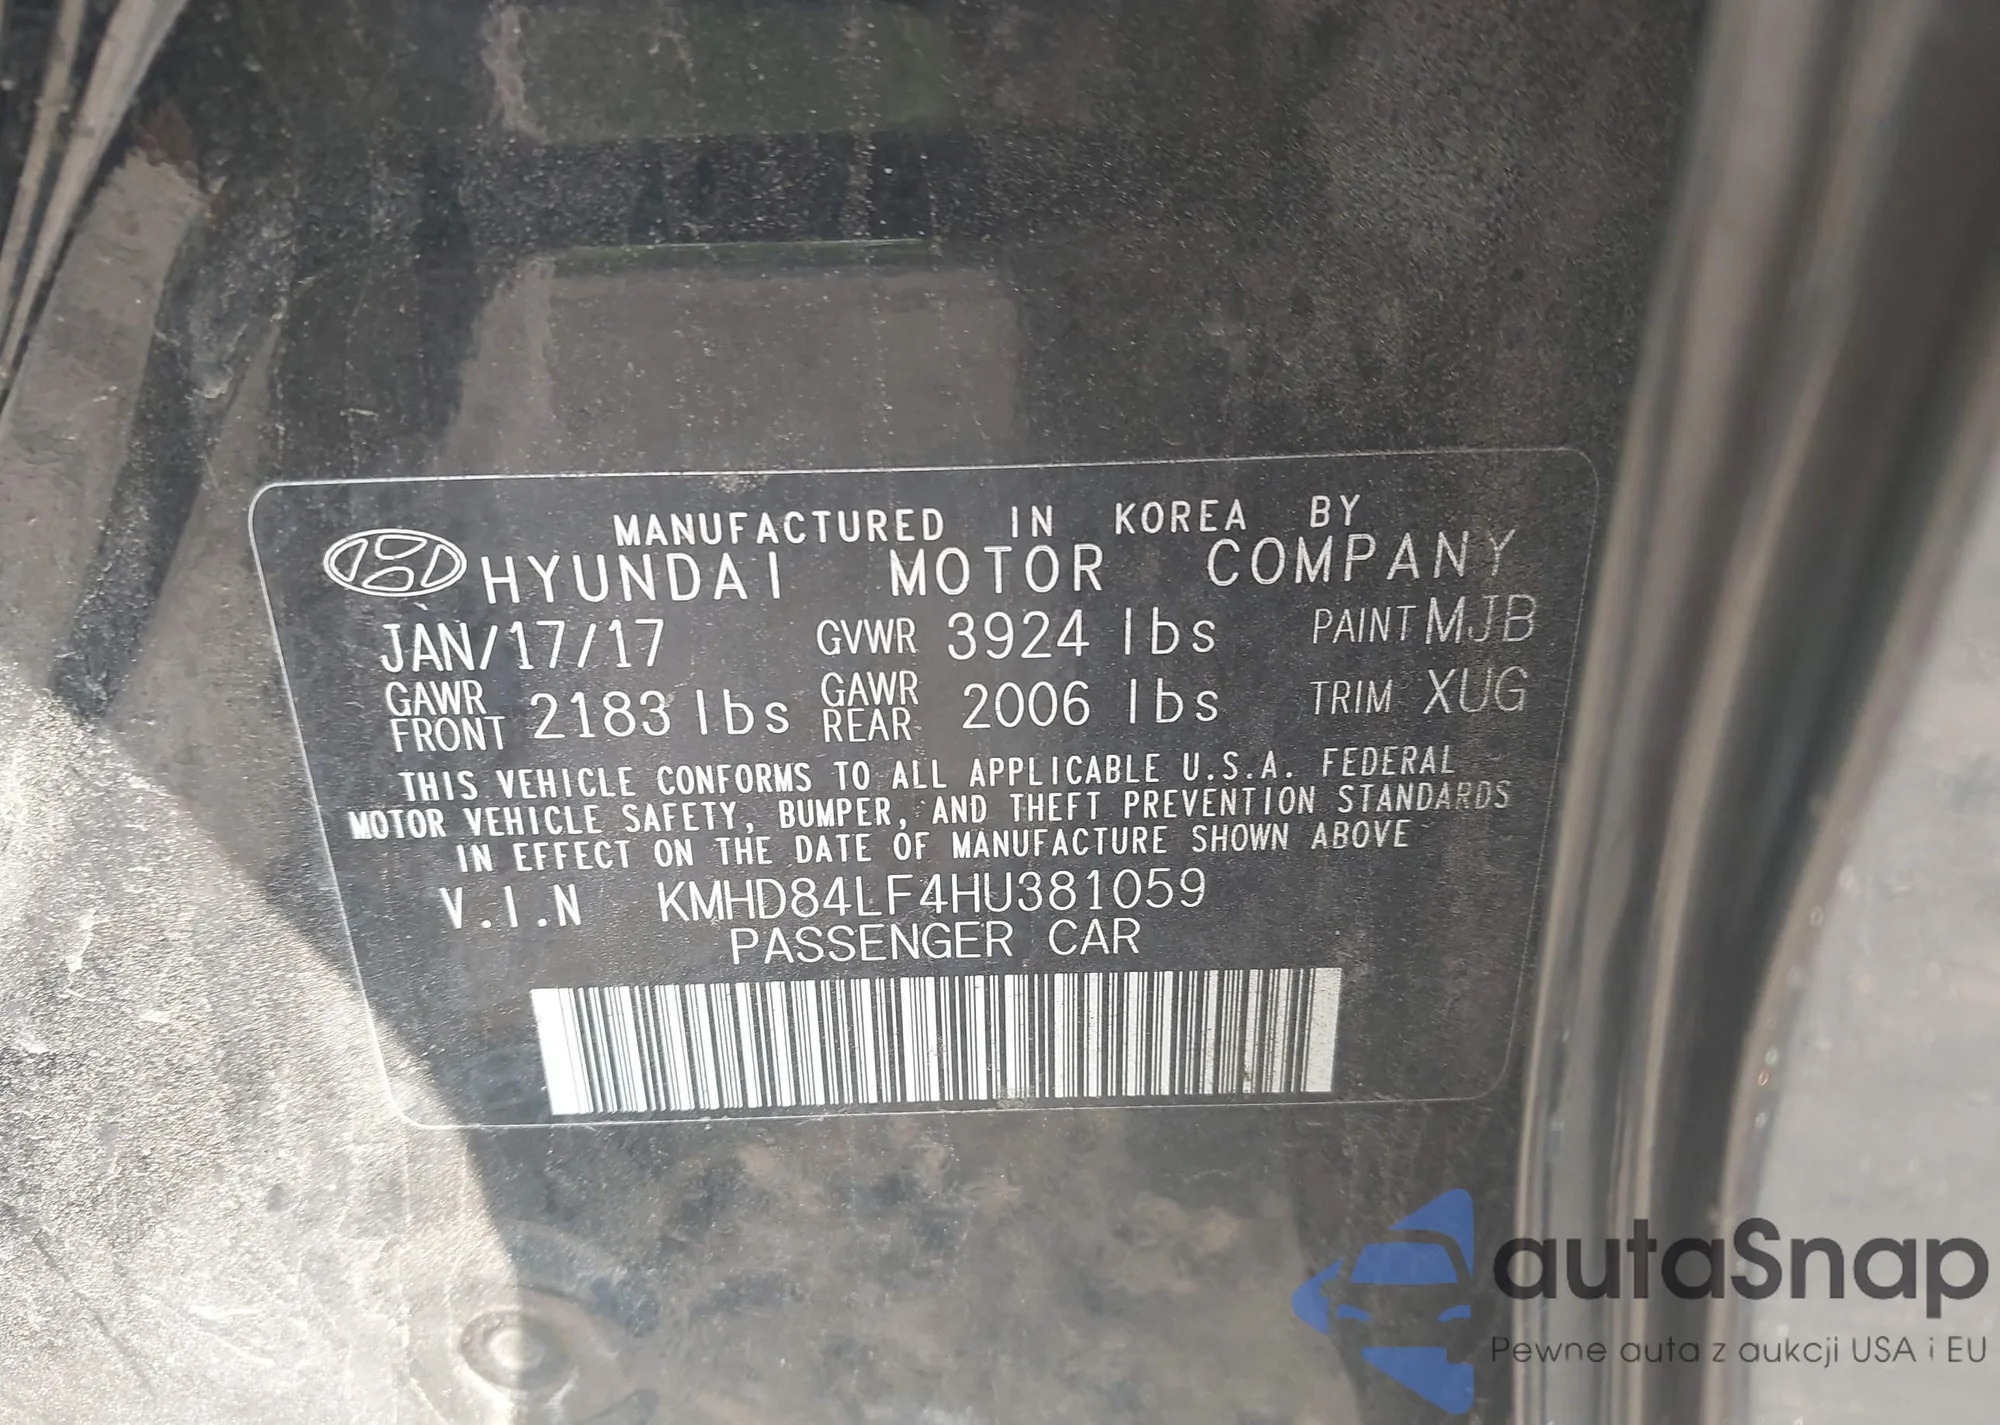 MANUFACTURED IN KOREA BY
HYUNDAI MOTOR COMPANY
JAN/17/17 GVWR 3924 lbs PAINT MJB
GAWR FRONT 2183 lbs GAWR REAR 2006 lbs TRIM XUG
THIS VEHICLE CONFORMS TO ALL APPLICABLE U.S.A. FEDERAL
MOTOR VEHICLE SAFETY, BUMPER, AND THEFT PREVENTION STANDARDS
IN EFFECT ON THE DATE OF MANUFACTURE SHOWN ABOVE
V.I.N KMHD84LF4HU381059
PASSENGER CAR
autaSnap
Pewne auta z aukcji USA i EU